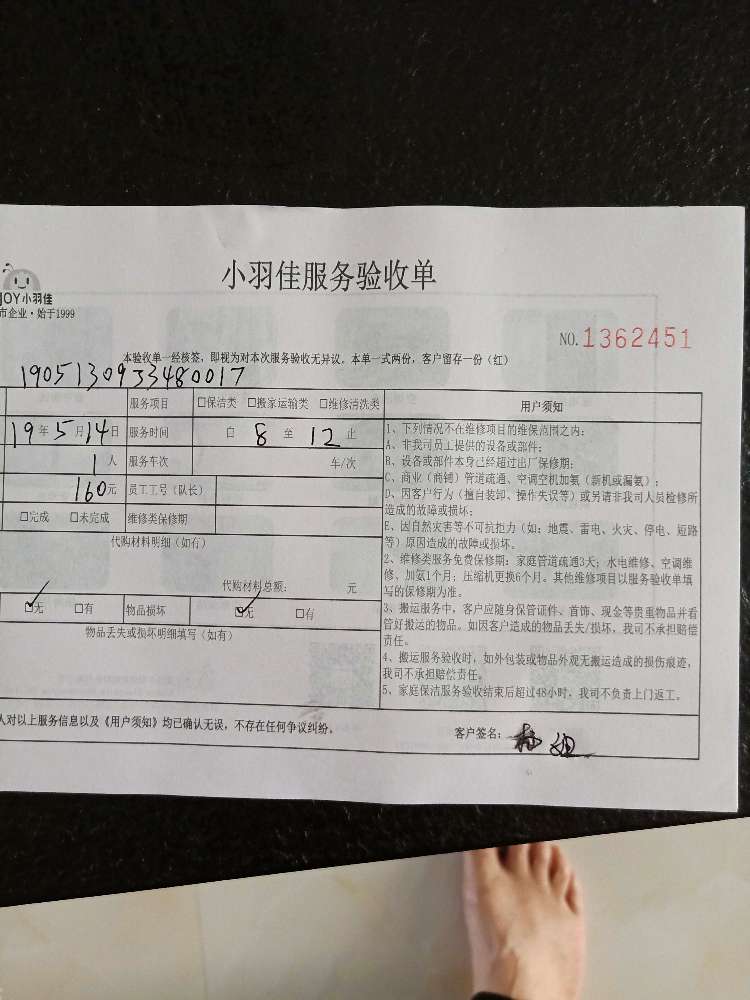 小羽佳服务验收单
JOY小羽佳
市企业·始于1999
NO.1362451
本验收单一经核签，即视为对本次服务验收无异议。本单一式两份，客户留存一份（红）
1905130933480017
服务项目 □保洁类 □搬家运输类 □维修清洗类
用户须知
19年5月14日 服务时间 自 8 至 12 止
1人 服务车次 车/次
160元 员工工号（队长）
□完成 □未完成 维修类保修期
代购材料明细（如有）
代购材料总额： 元
☑无 □有 物品损坏 ☑无 □有
物品丢失或损坏明细填写（如有）
1、下列情况不在维修项目的维保范围之内：
A、非我司员工提供的设备或部件；
B、设备或部件本身已经超过出厂保修期；
C、商业（商铺）管道疏通、空调空机加氨（新机或漏氨）；
D、因客户行为（擅自装卸、操作失误等）或另请非我司人员检修所
造成的故障或损坏；
E、因自然灾害等不可抗拒力（如：地震、雷电、火灾、停电、短路
等）原因造成的故障或损坏。
2、维修类服务免费保修期：家庭管道疏通3天；水电维修、空调维
修、加氨1个月；压缩机更换6个月。其他维修项目以服务验收单填
写的保修期为准。
3、搬运服务中，客户应随身保管证件、首饰、现金等贵重物品并看
管好搬运的物品。如因客户造成的物品丢失/损坏，我司不承担赔偿
责任。
4、搬运服务验收时，如外包装或物品外观无搬运造成的损伤痕迹，
我司不承担赔偿责任。
5、家庭保洁服务验收结束后超过48小时，我司不负责上门返工。
人对以上服务信息以及《用户须知》均已确认无误，不存在任何争议纠纷。
客户签名：